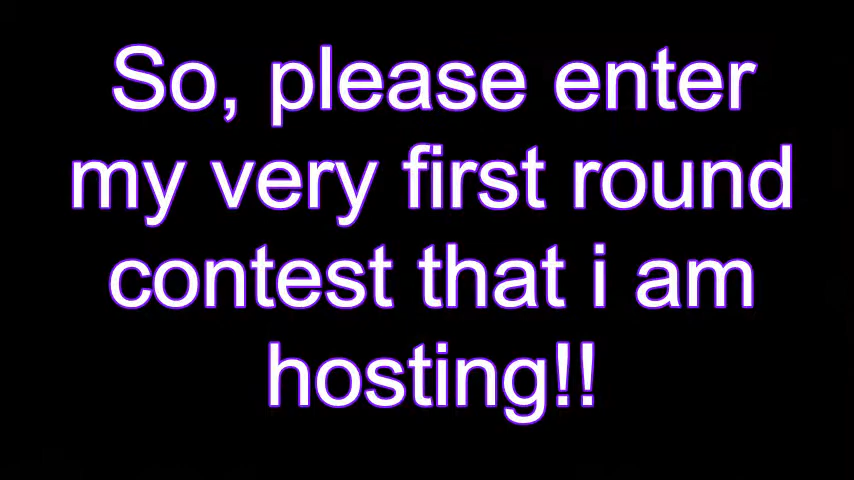 So, please enter
my very first round
contest that i am
hosting!!